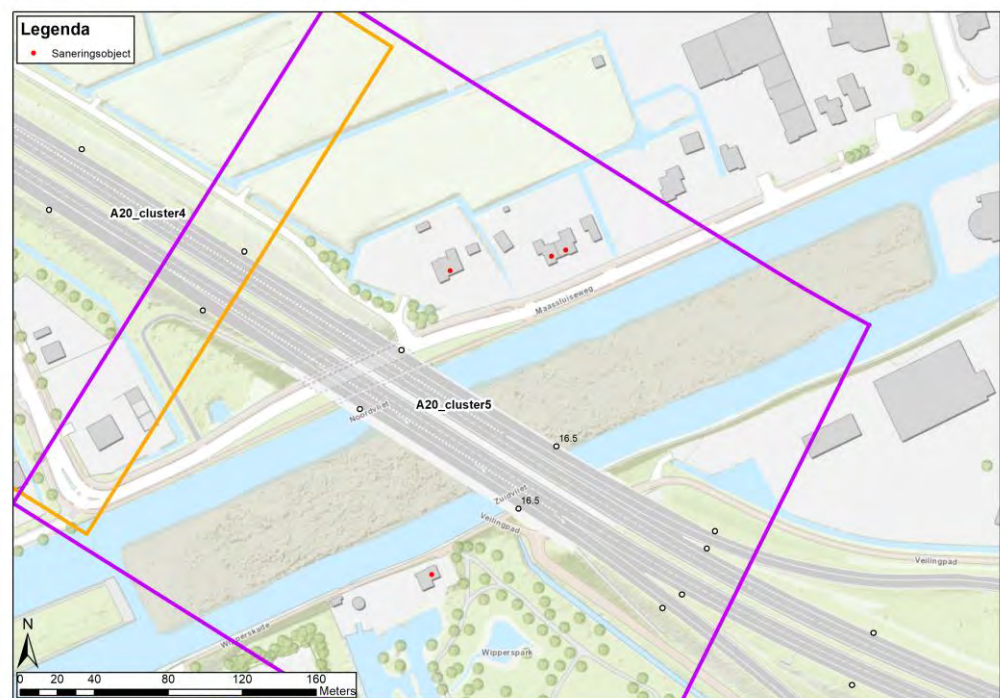 Legenda
Saneringsobject
A20_cluster4
Maassluiseweg
A20_cluster5
Noordvliet
16.5
16.5
Zuidvliet
Veilingpad
Veilingpad
Wipperskade
Wipperspark
N
0 20 40 80 120 160
Meters